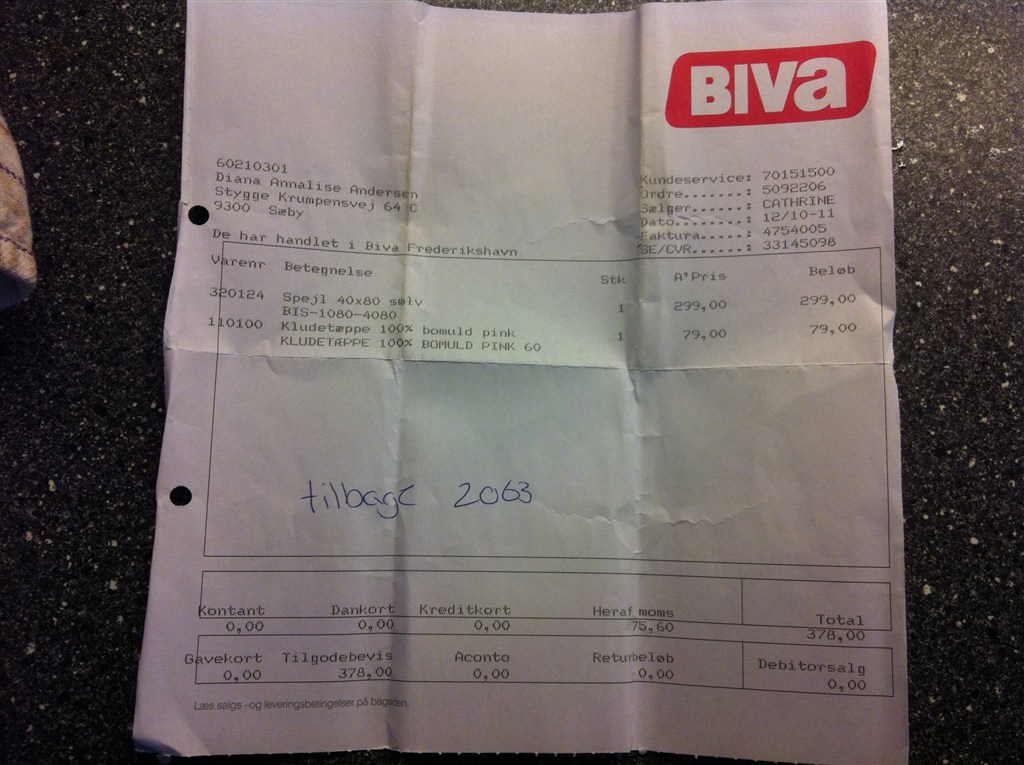 BIVA
60210301
Diana Annalise Andersen
Stygge Krumpensvej 64 C
9300 Sæby
Kundeservice: 70151500
Ordre.......: 5092206
Sælger......: CATHRINE
Dato........: 12/10-11
Faktura.....: 4754005
SE/CVR......: 33145098
De har handlet i Biva Frederikshavn
Varenr Betegnelse Stk A'Pris Beløb
320124 Spejl 40x80 sølv 1 299,00 299,00
BIS-1080-4080
110100 Kludetæppe 100% bomuld pink 1 79,00 79,00
KLUDETÆPPE 100% BOMULD PINK 60
tilbage 2063
Kontant Dankort Kreditkort Heraf moms Total
0,00 0,00 0,00 75,60 378,00
Gavekort Tilgodebevis Aconto Returbeløb Debitorsalg
0,00 378,00 0,00 0,00 0,00
Læs salgs-og leveringsbetingelser på bagsiden.